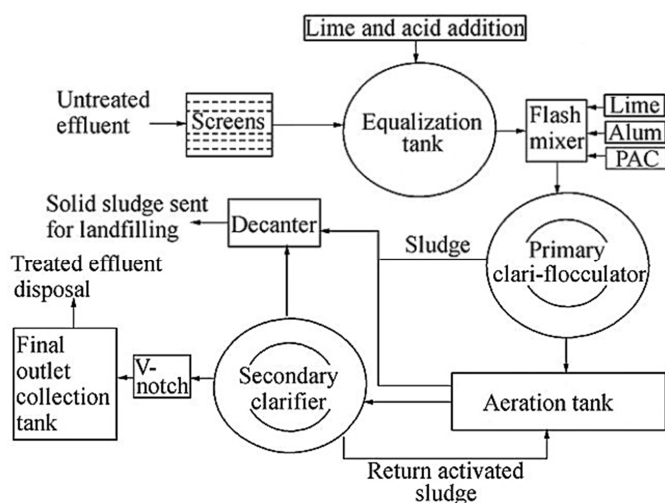 Lime and acid addition
Untreated
effluent
Screens
Equalization
tank
Flash
mixer
Lime
Alum
PAC
Solid sludge sent
for landfilling
Decanter
Sludge
Primary
clari-flocculator
Treated effluent
disposal
Final
outlet
collection
tank
V-
notch
Secondary
clarifier
Aeration tank
Return activated
sludge